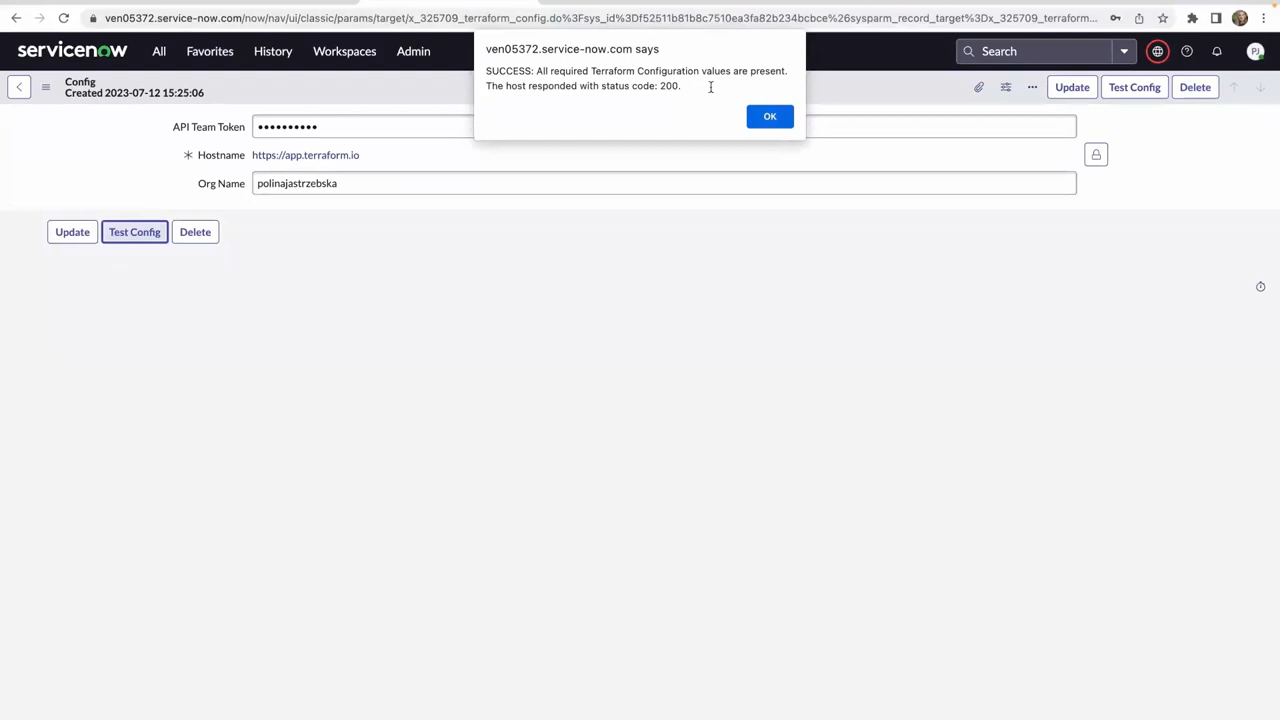 ven05372.service-now.com/now/nav/ui/classic/params/target/x_325709_terraform_config.do%3Fsys_id%3Df52511b81b8c7510ea3fa82b234bcbce%26sysparm_record_target%3Dx_325709_terraform...
servicenow All Favorites History Workspaces Admin Search PJ
ven05372.service-now.com says
SUCCESS: All required Terraform Configuration values are present.
The host responded with status code: 200.
OK
Config
Created 2023-07-12 15:25:06
Update Test Config Delete
API Team Token ••••••••••
Hostname https://app.terraform.io
Org Name polinajastrzebska
Update Test Config Delete